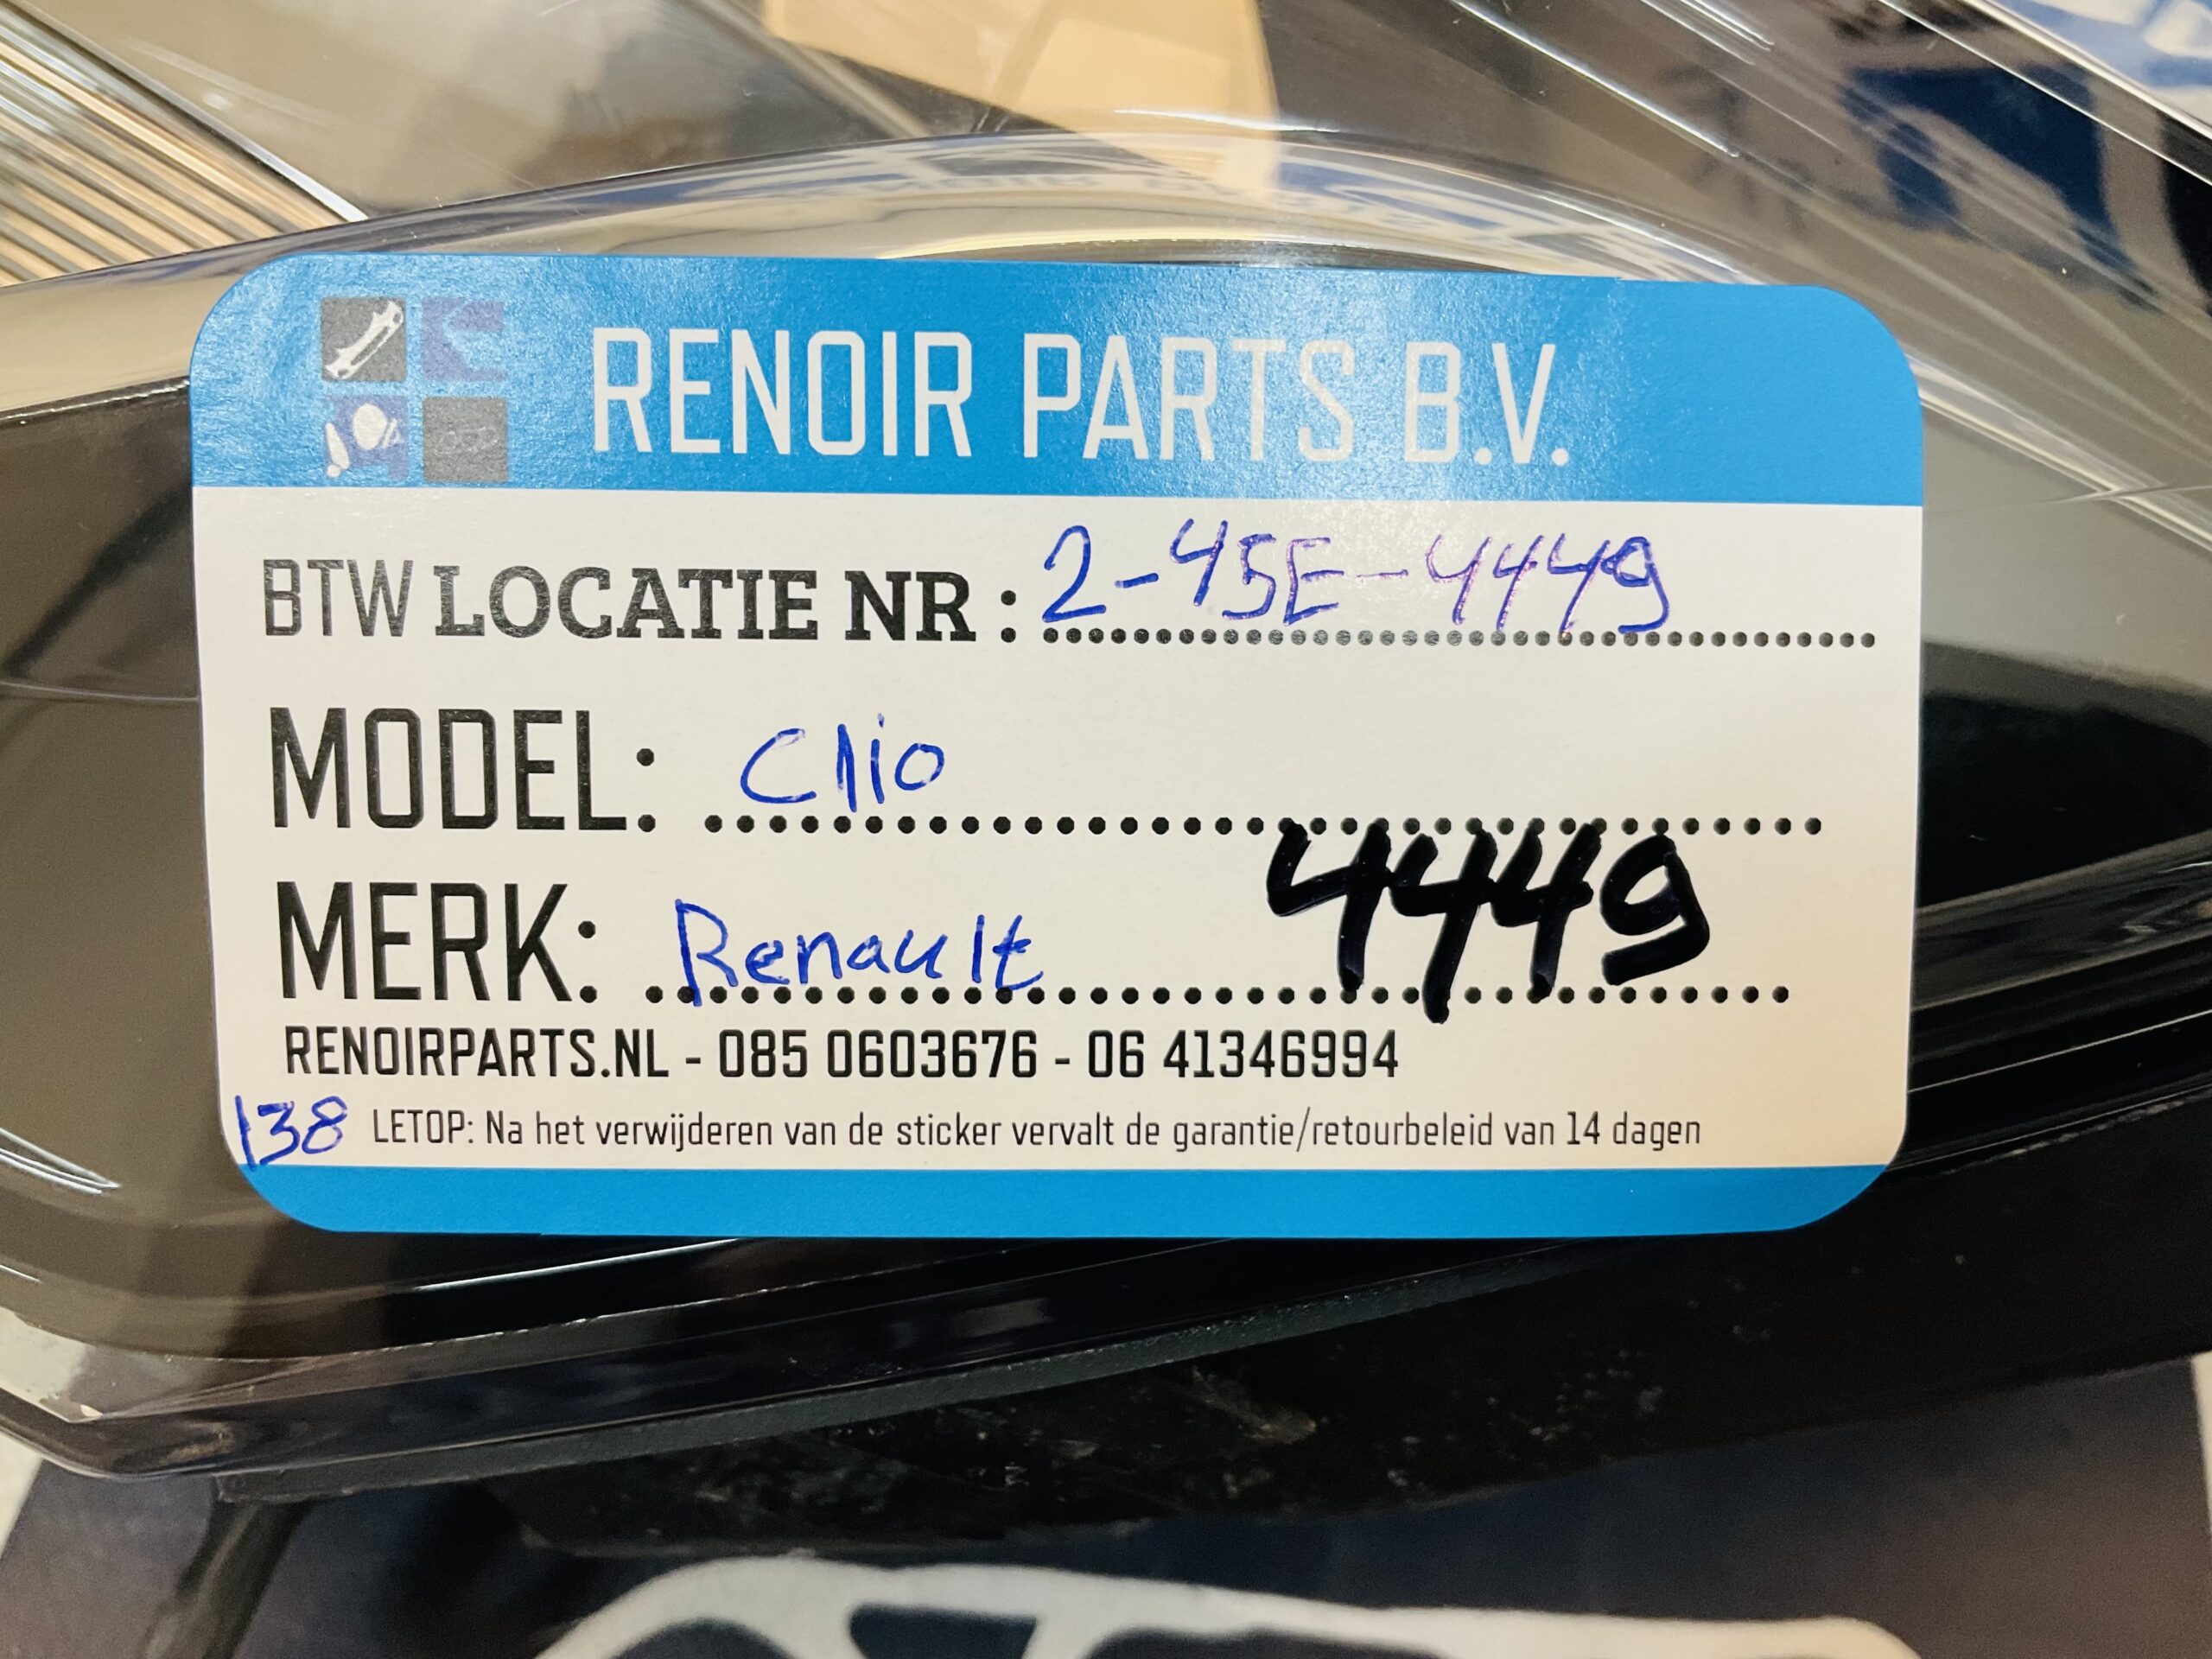 RENOIR PARTS B.V.
BTW LOCATIE NR : 2-45E-4449
MODEL: Clio
MERK: Renault 4449
RENOIRPARTS.NL - 085 0603676 - 06 41346994
138 LETOP: Na het verwijderen van de sticker vervalt de garantie/retourbeleid van 14 dagen